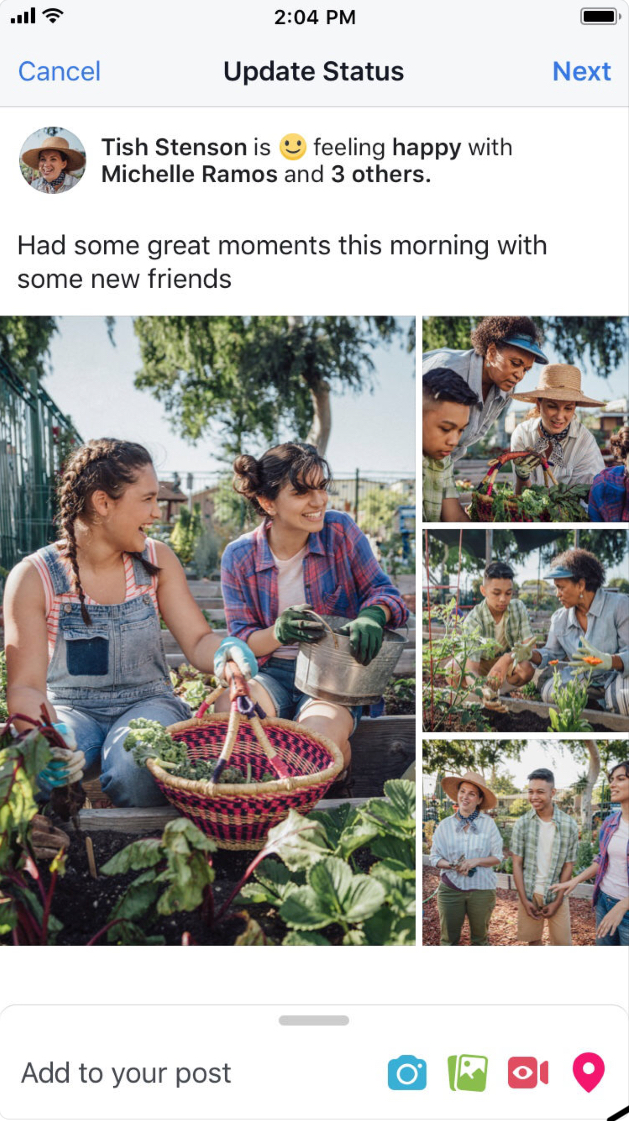 2:04 PM
Cancel
Update Status
Next
Tish Stenson is 🙂 feeling happy with
Michelle Ramos and 3 others.
Had some great moments this morning with
some new friends
Add to your post